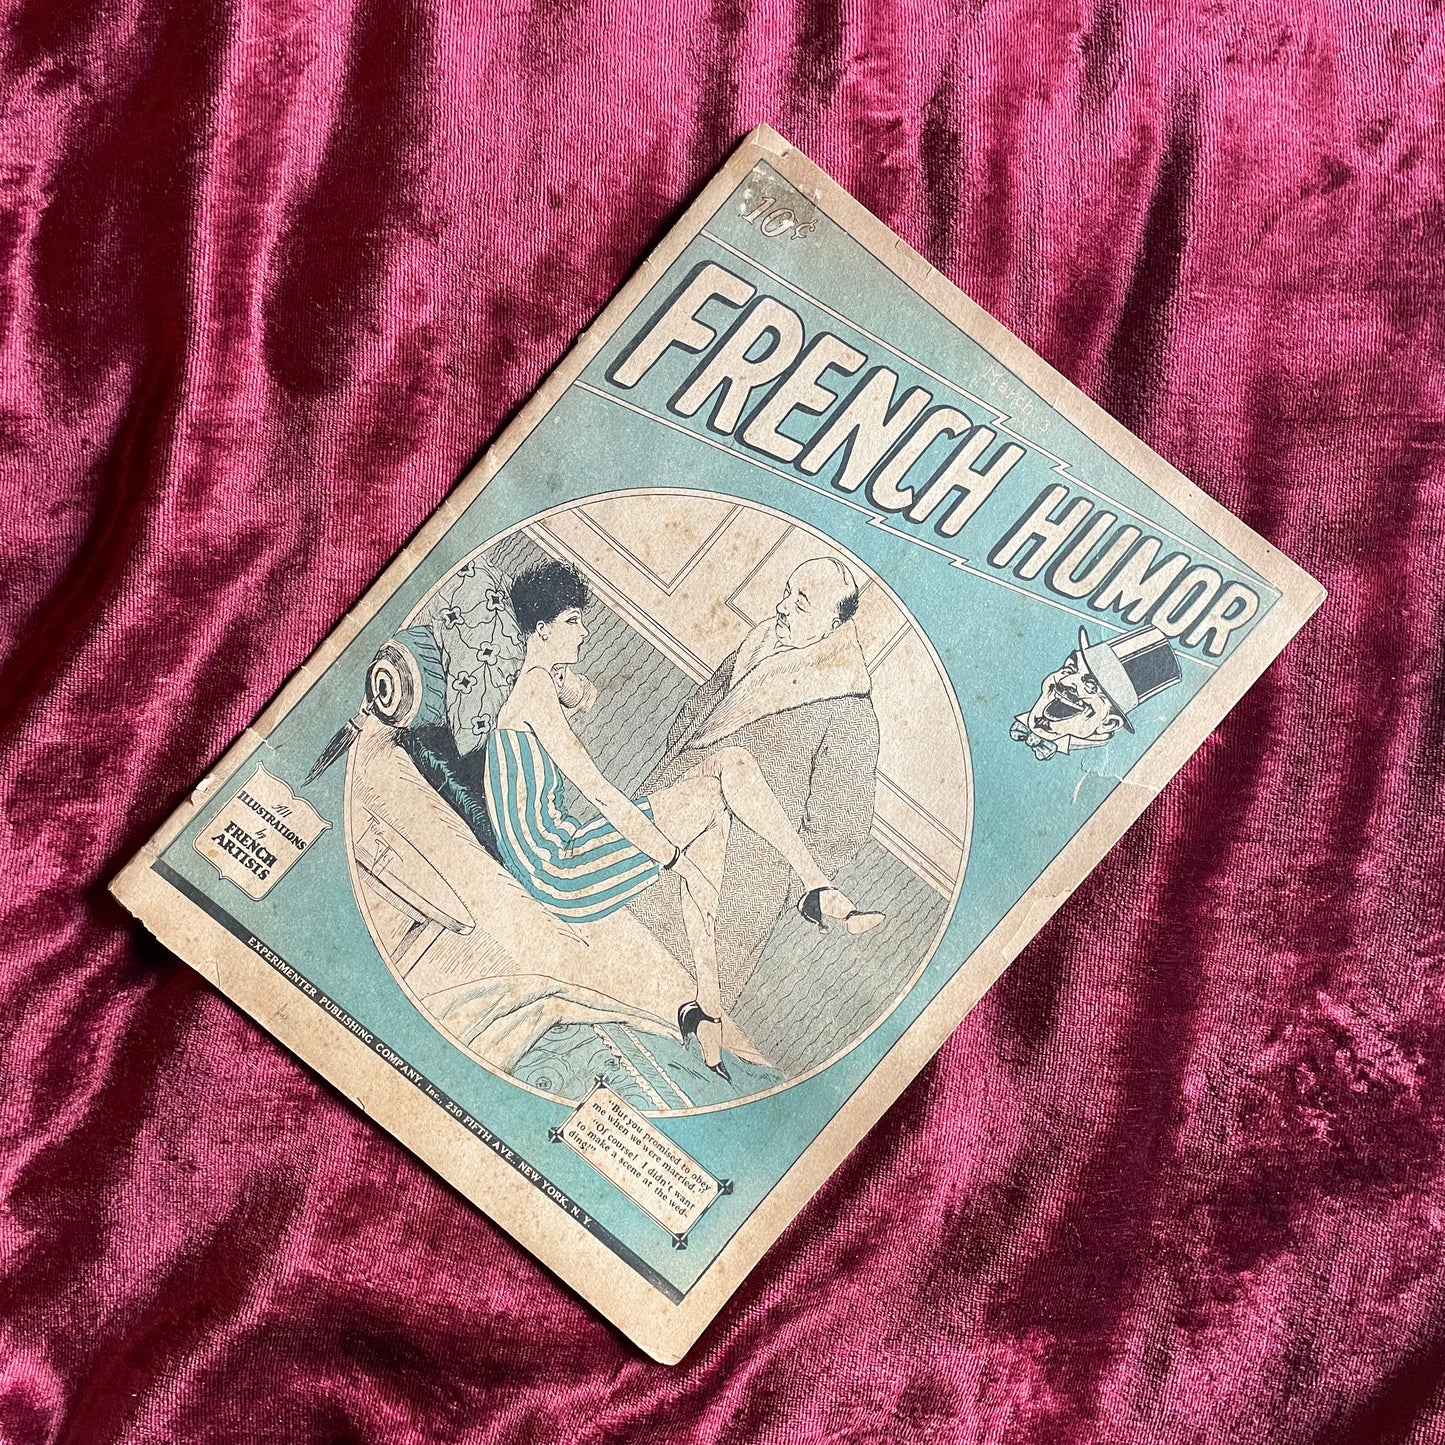 10¢
FRENCH HUMOR
March
All
ILLUSTRATIONS
by
FRENCH
ARTISTS
"But you promised to obey
me when we were married."
"Of course! I didn't want
to make a scene at the wed-
ding!"
EXPERIMENTER PUBLISHING COMPANY, Inc., 230 FIFTH AVE., NEW YORK, N. Y.